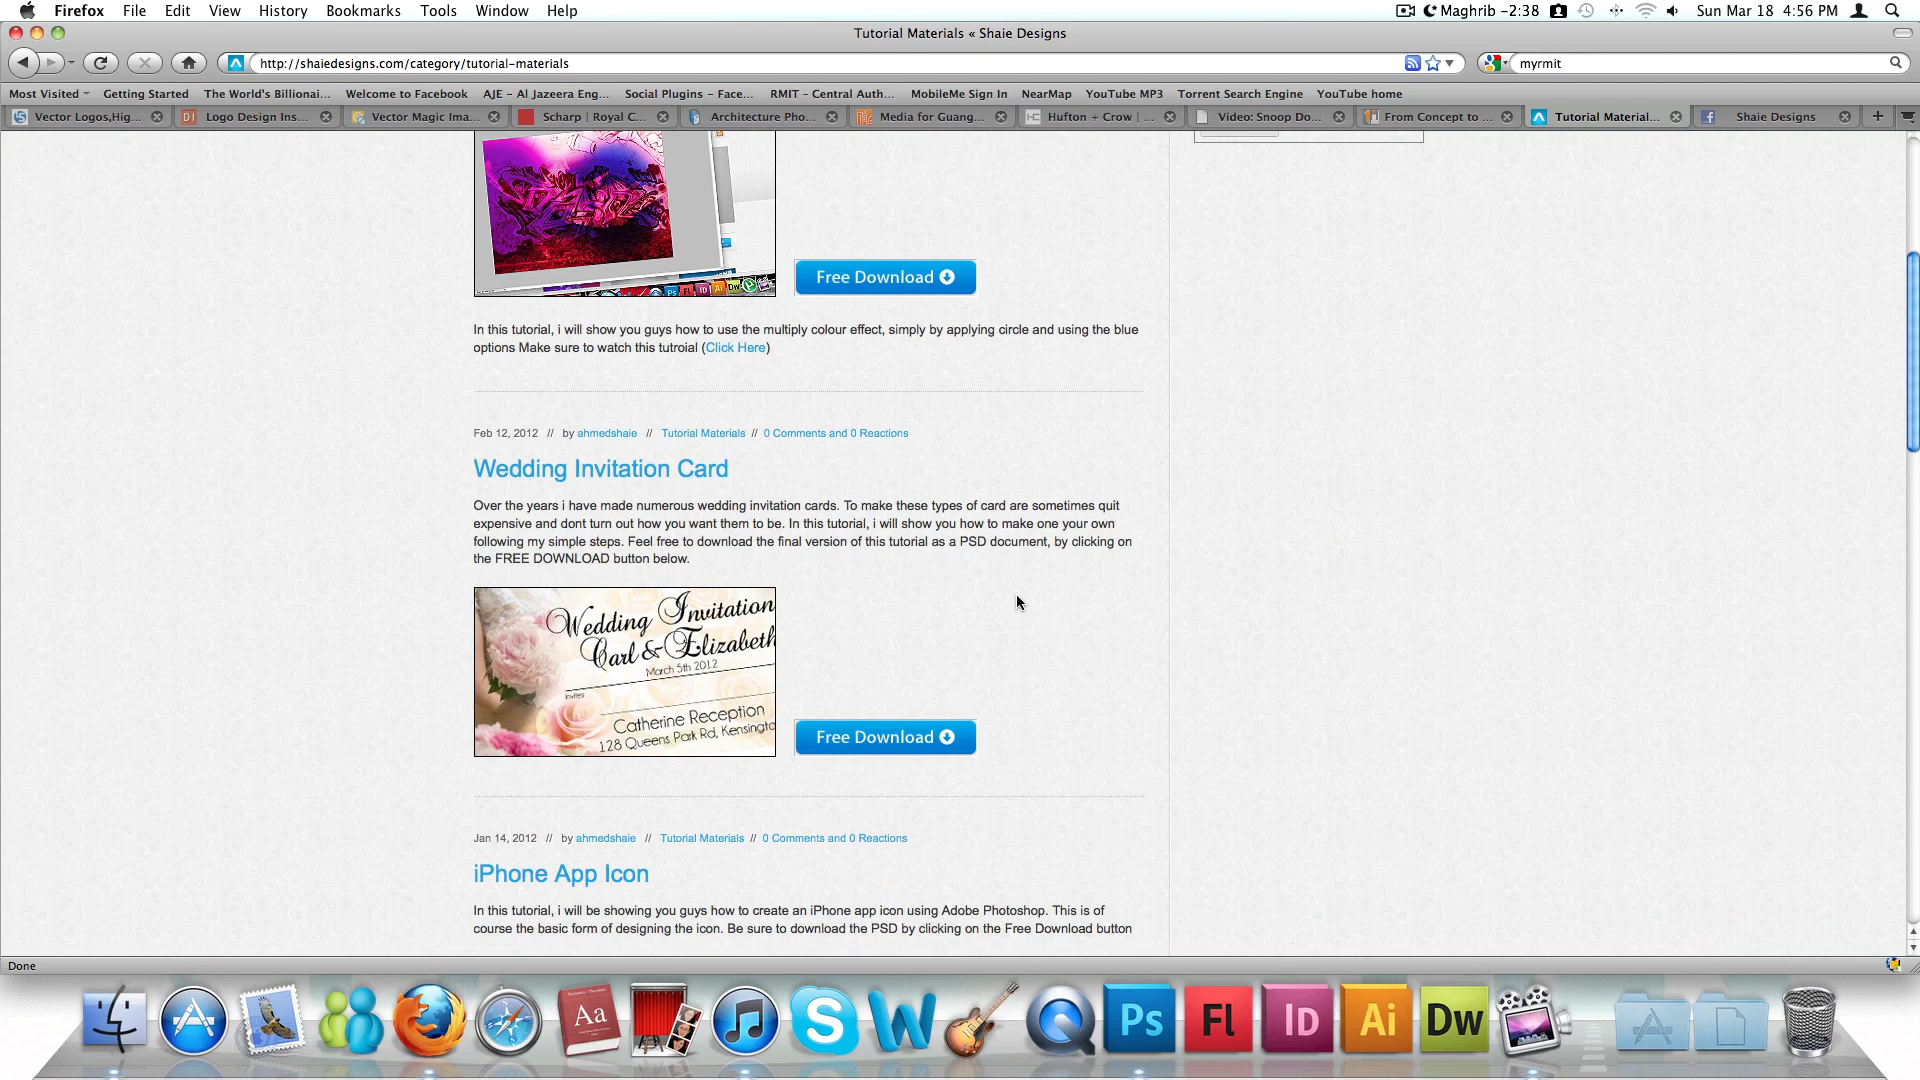 Firefox File Edit View History Bookmarks Tools Window Help Maghrib -2:38 Sun Mar 18 4:56 PM
Tutorial Materials « Shaie Designs
http://shaiedesigns.com/category/tutorial-materials myrmit
Most Visited Getting Started The World's Billionai... Welcome to Facebook AJE - Al Jazeera Eng... Social Plugins - Face... RMIT - Central Auth... MobileMe Sign In NearMap YouTube MP3 Torrent Search Engine YouTube home
Vector Logos,Hig... Logo Design Ins... Vector Magic Ima... Scharp | Royal C... Architecture Pho... Media for Guang... Hufton + Crow | ... Video: Snoop Do... From Concept to ... Tutorial Material... Shaie Designs
Free Download
In this tutorial, i will show you guys how to use the multiply colour effect, simply by applying circle and using the blue
options Make sure to watch this tutroial (Click Here)
Feb 12, 2012 // by ahmedshaie // Tutorial Materials // 0 Comments and 0 Reactions
Wedding Invitation Card
Over the years i have made numerous wedding invitation cards. To make these types of card are sometimes quit
expensive and dont turn out how you want them to be. In this tutorial, i will show you how to make one your own
following my simple steps. Feel free to download the final version of this tutorial as a PSD document, by clicking on
the FREE DOWNLOAD button below.
Wedding Invitation
Carl & Elizabeth
March 5th 2012
Invites
Catherine Reception
128 Queens Park Rd, Kensingto
Free Download
Jan 14, 2012 // by ahmedshaie // Tutorial Materials // 0 Comments and 0 Reactions
iPhone App Icon
In this tutorial, i will be showing you guys how to create an iPhone app icon using Adobe Photoshop. This is of
course the basic form of designing the icon. Be sure to download the PSD by clicking on the Free Download button
Done
Aa S W Ps Fl Id Ai Dw